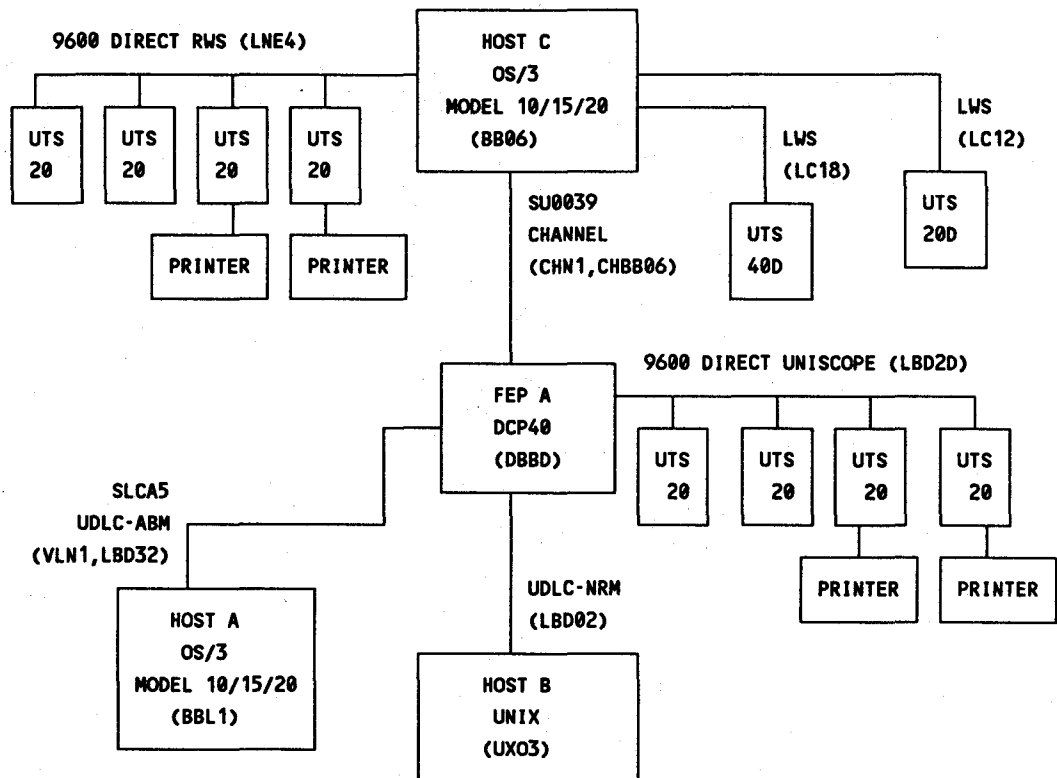 9600 DIRECT RWS (LNE4)
HOST C
OS/3
MODEL 10/15/20
(BB06)
UTS
20
UTS
20
UTS
20
UTS
20
PRINTER
PRINTER
LWS
(LC18)
LWS
(LC12)
UTS
40D
UTS
20D
SU0039
CHANNEL
(CHN1,CHBB06)
9600 DIRECT UNISCOPE (LBD2D)
FEP A
DCP40
(DBBD)
UTS
20
UTS
20
UTS
20
UTS
20
PRINTER
PRINTER
SLCA5
UDLC-ABM
(VLN1,LBD32)
UDLC-NRM
(LBD02)
HOST A
OS/3
MODEL 10/15/20
(BBL1)
HOST B
UNIX
(UXO3)